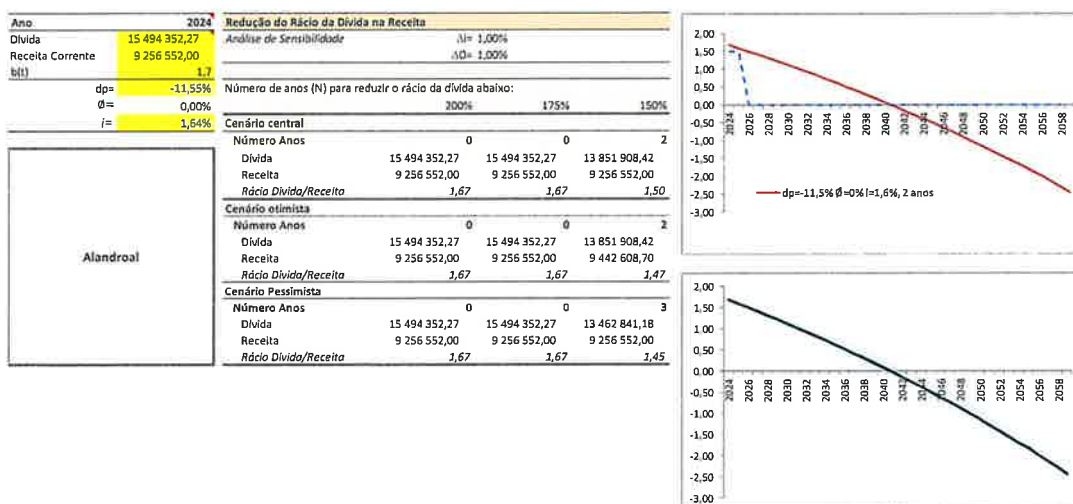 Ano 2024
Dívida 15 494 352,27
Receita Corrente 9 256 552,00
b(t) 1,7
dp= -11,55%
Ø= 0,00%
i= 1,64%
Alandroal
Redução do Rácio da Dívida na Receita
Análise de Sensibilidade Δi= 1,00%
ΔØ= 1,00%
Número de anos (N) para reduzir o rácio da dívida abaixo:
200% 175% 150%
Cenário central
Número Anos 0 0 2
Dívida 15 494 352,27 15 494 352,27 13 851 908,42
Receita 9 256 552,00 9 256 552,00 9 256 552,00
Rácio Dívida/Receita 1,67 1,67 1,50
Cenário otimista
Número Anos 0 0 2
Dívida 15 494 352,27 15 494 352,27 13 851 908,42
Receita 9 256 552,00 9 256 552,00 9 442 608,70
Rácio Dívida/Receita 1,67 1,67 1,47
Cenário Pessimista
Número Anos 0 0 3
Dívida 15 494 352,27 15 494 352,27 13 462 841,18
Receita 9 256 552,00 9 256 552,00 9 256 552,00
Rácio Dívida/Receita 1,67 1,67 1,45
2,00
1,50
1,00
0,50
0,00
-0,50
-1,00
-1,50
-2,00
-2,50
-3,00
2024 2026 2028 2030 2032 2034 2036 2038 2040 2042 2044 2046 2048 2050 2052 2054 2056 2058
dp=-11,5% Ø=0% i=1,6%, 2 anos
2,00
1,50
1,00
0,50
0,00
-0,50
-1,00
-1,50
-2,00
-2,50
-3,00
2024 2026 2028 2030 2032 2034 2036 2038 2040 2042 2044 2046 2048 2050 2052 2054 2056 2058